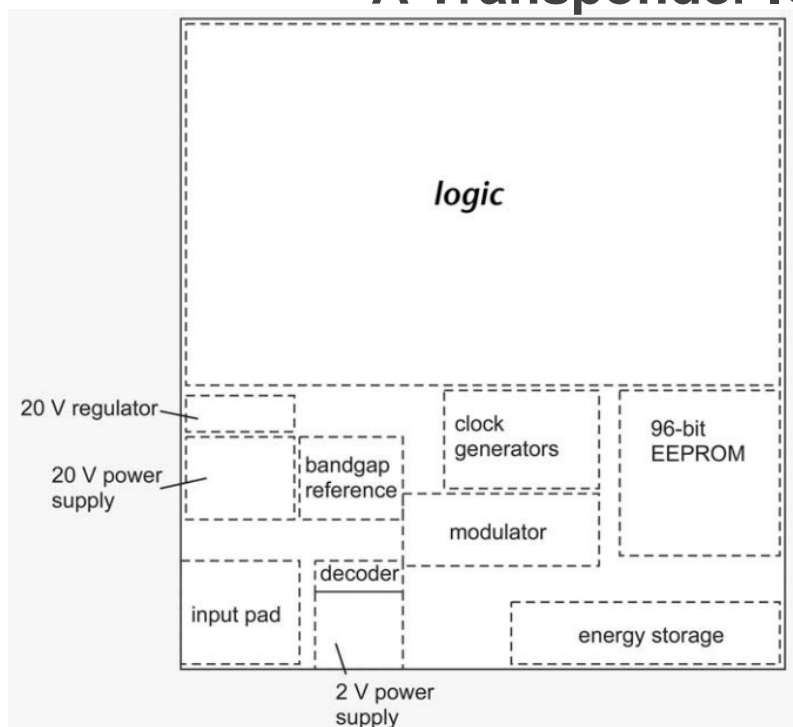 A Transponder
logic
20 V regulator
clock
generators
96-bit
EEPROM
20 V power
supply
bandgap
reference
modulator
decoder
input pad
energy storage
2 V power
supply